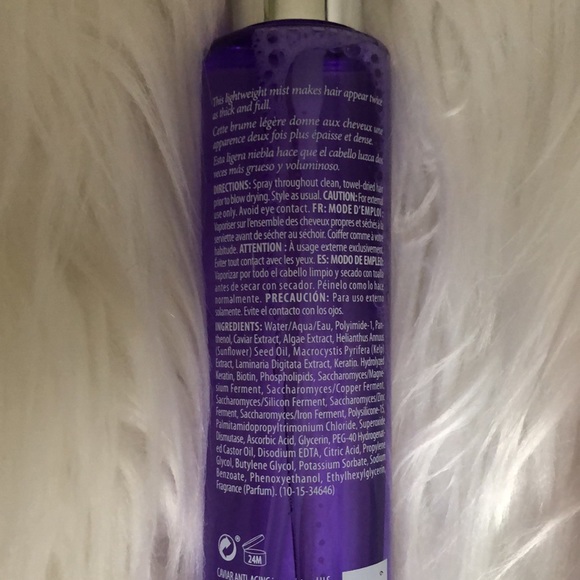 This lightweight mist makes hair appear twice
as thick and full.
Cette brume légère donne aux cheveux une
apparence deux fois plus épaisse et dense.
Esta ligera niebla hace que el cabello luzca dos
veces más grueso y voluminoso.
DIRECTIONS: Spray throughout clean, towel-dried hair
prior to blow drying. Style as usual. CAUTION: For external
use only. Avoid eye contact. FR: MODE D'EMPLOI:
Vaporiser sur l'ensemble des cheveux propres et séchés à la
serviette avant de sécher au séchoir. Coiffer comme à votre
habitude. ATTENTION: À usage externe exclusivement.
Éviter tout contact avec les yeux. ES: MODO DE EMPLEO:
Vaporizar por todo el cabello limpio y secado con toalla
antes de secar con secador. Péinelo como lo hace
normalmente. PRECAUCIÓN: Para uso externo
solamente. Evite el contacto con los ojos.
INGREDIENTS: Water/Aqua/Eau, Polyimide-1, Pan-
thenol, Caviar Extract, Algae Extract, Helianthus Annuus
(Sunflower) Seed Oil, Macrocystis Pyrifera (Kelp)
Extract, Laminaria Digitata Extract, Keratin, Hydrolyzed
Keratin, Biotin, Phospholipids, Saccharomyces/Magne-
sium Ferment, Saccharomyces/Copper Ferment,
Saccharomyces/Silicon Ferment, Saccharomyces/Zinc
Ferment, Saccharomyces/Iron Ferment, Polysilicone-15,
Palmitamidopropyltrimonium Chloride, Superoxide
Dismutase, Ascorbic Acid, Glycerin, PEG-40 Hydrogenat-
ed Castor Oil, Disodium EDTA, Citric Acid, Propylene
Glycol, Butylene Glycol, Potassium Sorbate, Sodium
Benzoate, Phenoxyethanol, Ethylhexylglycerin,
Fragrance (Parfum). (10-15-34646)
24M
CAVIAR ANTI-AGING